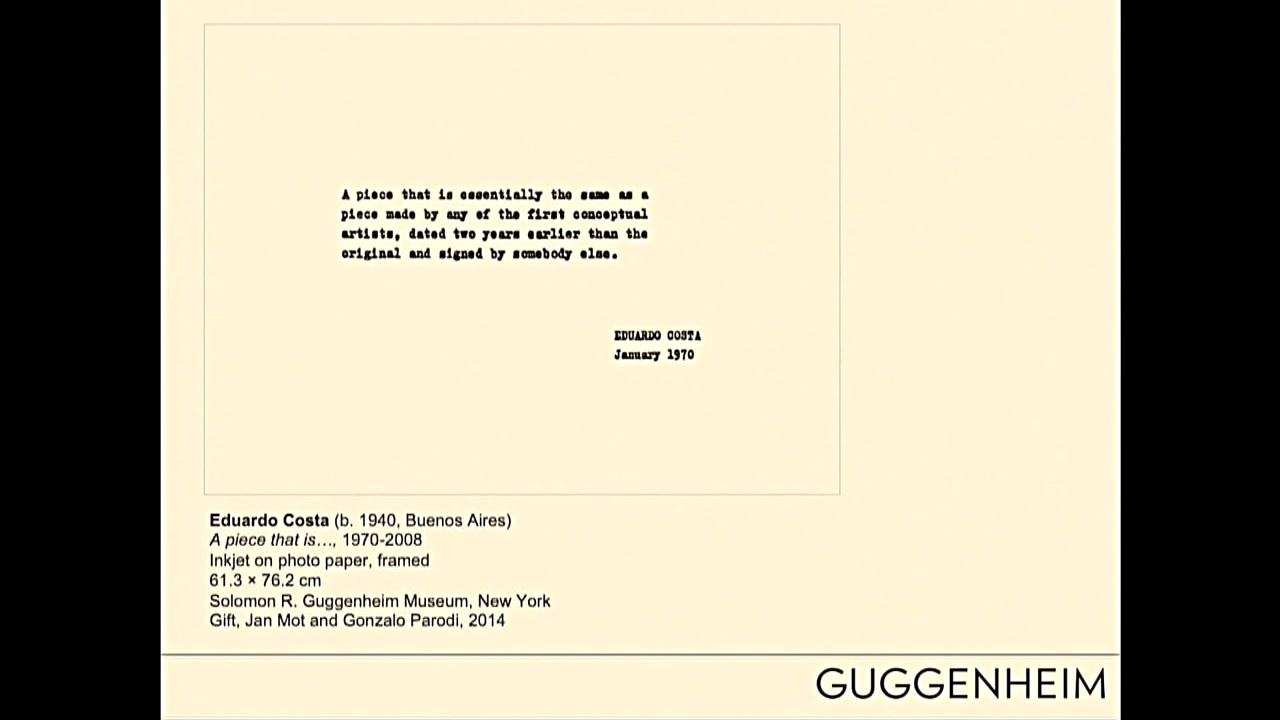 A piece that is essentially the same as a
piece made by any of the first conceptual
artists, dated two years earlier than the
original and signed by somebody else.
EDUARDO COSTA
January 1970
Eduardo Costa (b. 1940, Buenos Aires)
A piece that is…, 1970-2008
Inkjet on photo paper, framed
61.3 × 76.2 cm
Solomon R. Guggenheim Museum, New York
Gift, Jan Mot and Gonzalo Parodi, 2014
GUGGENHEIM